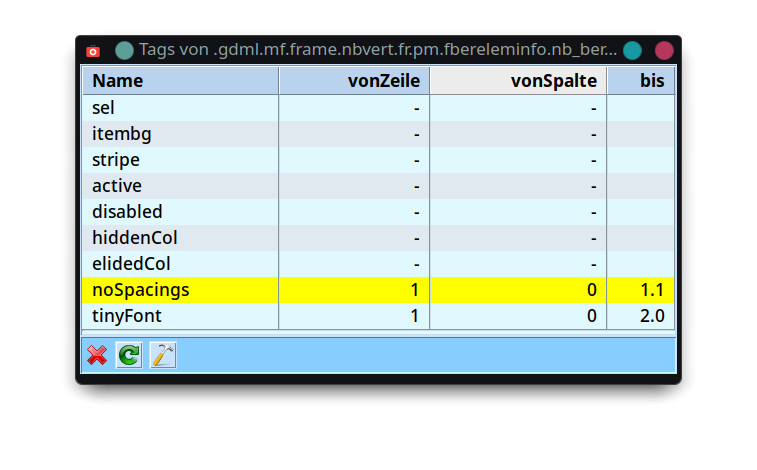 Tags von .gdml.mf.frame.nbvert.fr.pm.fbereleminfo.nb_ber...
Name vonZeile vonSpalte bis
sel - -
itembg - -
stripe - -
active - -
disabled - -
hiddenCol - -
elidedCol - -
noSpacings 1 0 1.1
tinyFont 1 0 2.0